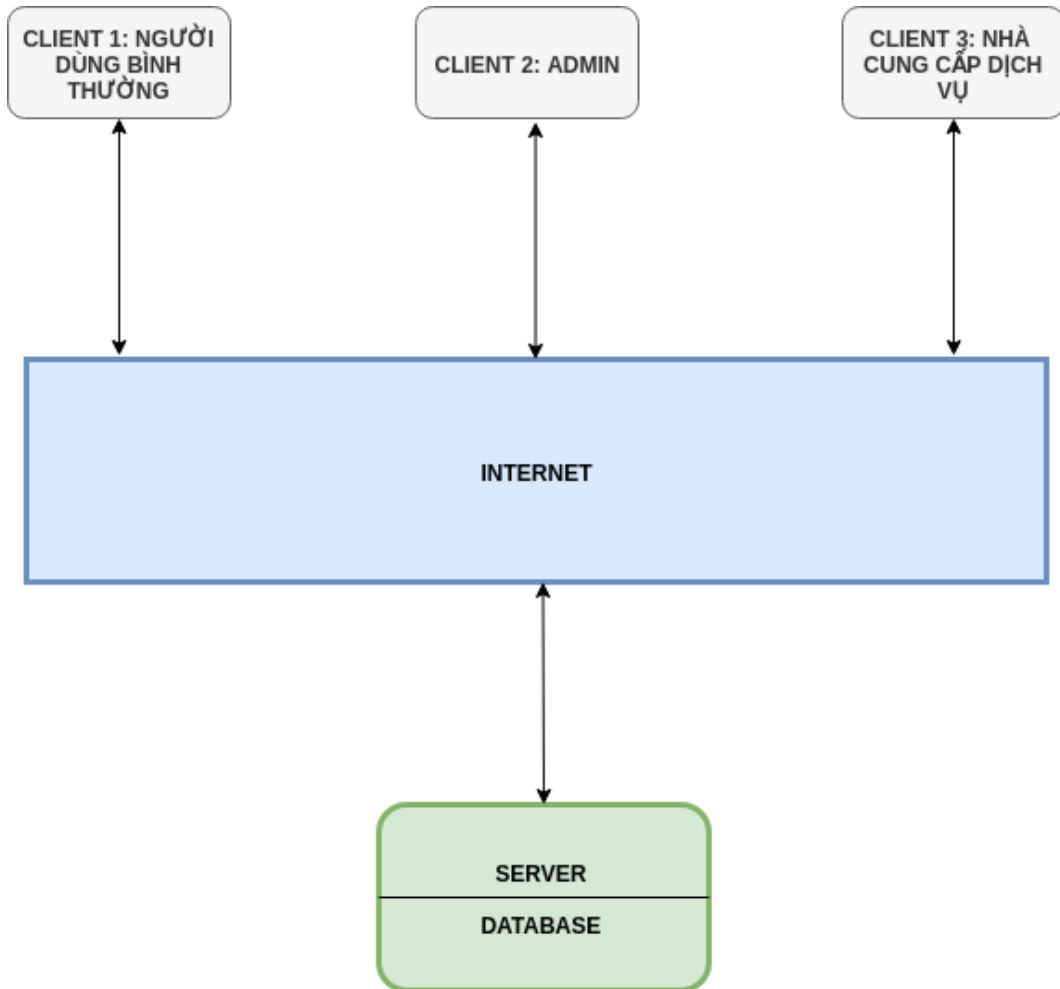 CLIENT 1: NGƯỜI
DÙNG BÌNH
THƯỜNG
CLIENT 2: ADMIN
CLIENT 3: NHÀ
CUNG CẤP DỊCH
VỤ
INTERNET
SERVER
DATABASE